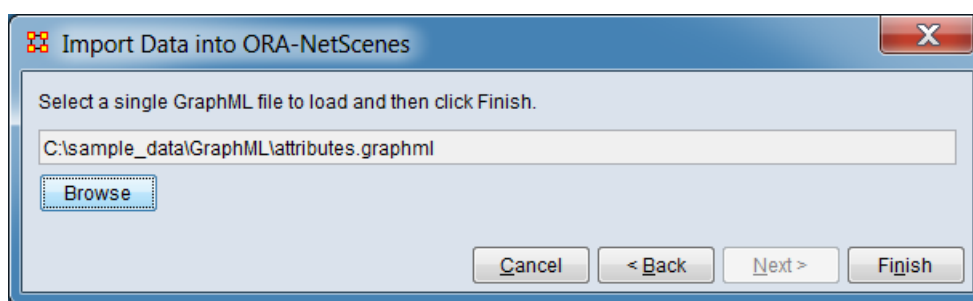 Import Data into ORA-NetScenes
X
Select a single GraphML file to load and then click Finish.
C:\sample_data\GraphML\attributes.graphml
Browse
Cancel < Back Next > Finish